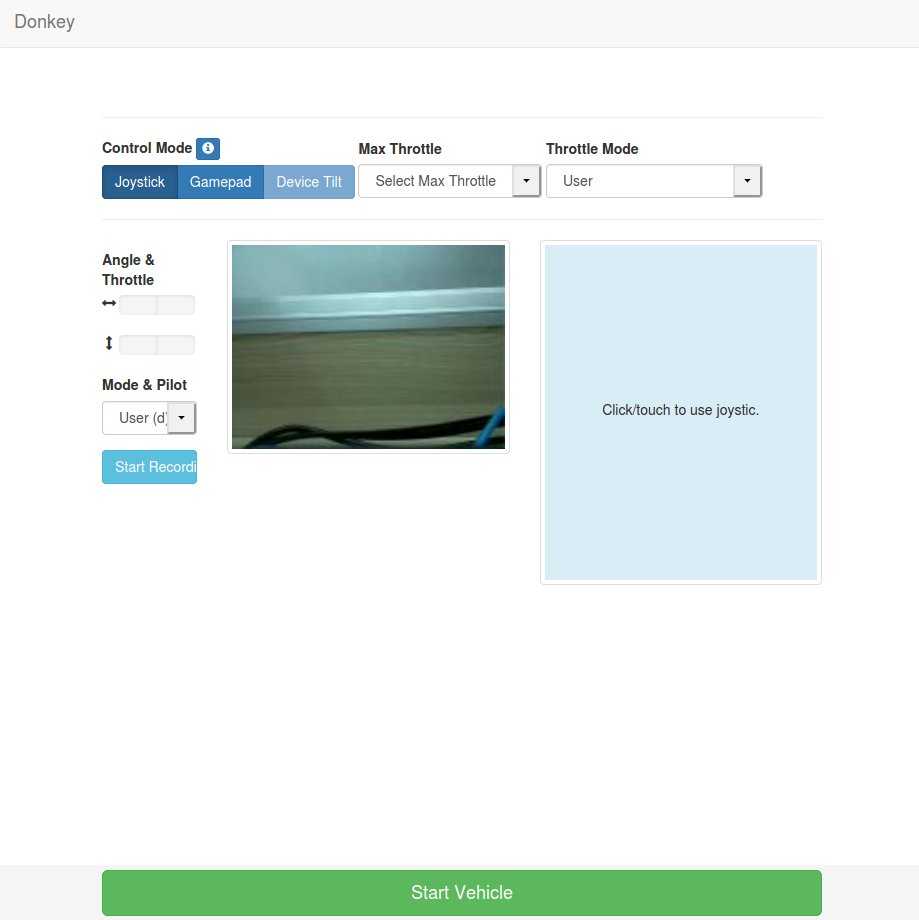 Donkey
Control Mode
Max Throttle
Throttle Mode
Joystick
Gamepad
Device Tilt
Select Max Throttle
User
Angle &
Throttle
Mode & Pilot
User (d)
Start Recordi
Click/touch to use joystic.
Start Vehicle